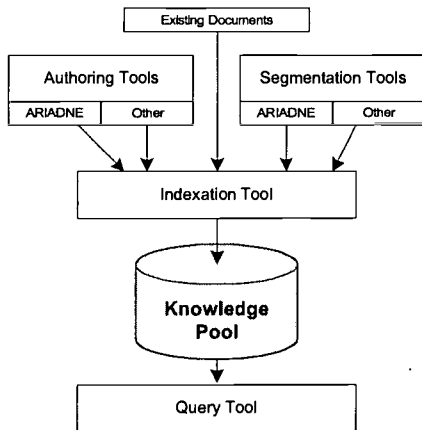 Existing Documents
Authoring Tools
ARIADNE
Other
Segmentation Tools
ARIADNE
Other
Indexation Tool
Knowledge
Pool
Query Tool